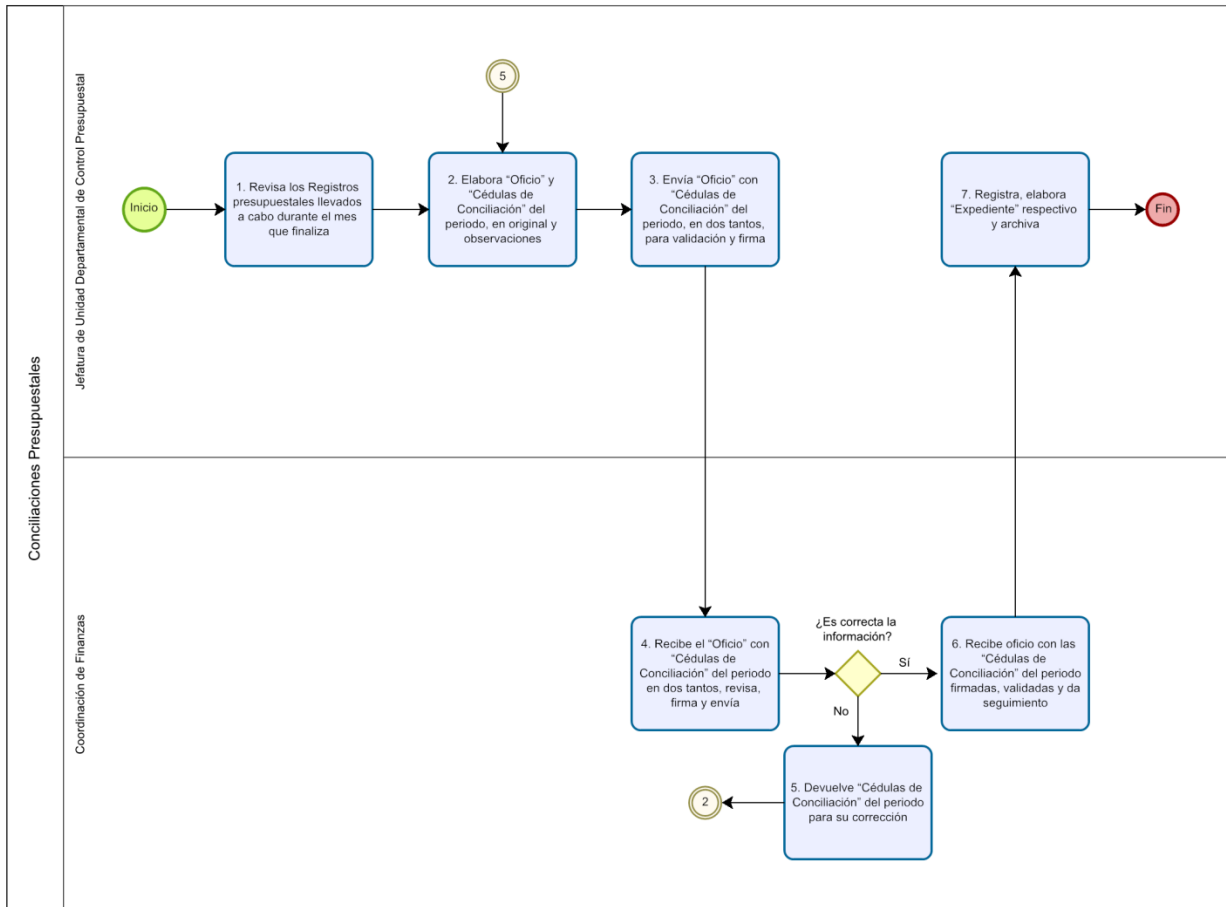 Conciliaciones Presupuestales
Jefatura de Unidad Departamental de Control Presupuestal
Inicio
1. Revisa los Registros
presupuestales llevados
a cabo durante el mes
que finaliza
5
2. Elabora “Oficio” y
“Cédulas de
Conciliación” del
periodo, en original y
observaciones
3. Envía “Oficio” con
“Cédulas de
Conciliación” del
periodo, en dos tantos,
para validación y firma
7. Registra, elabora
“Expediente” respectivo
y archiva
Fin
Coordinación de Finanzas
4. Recibe el “Oficio” con
“Cédulas de
Conciliación” del periodo
en dos tantos, revisa,
firma y envía
¿Es correcta la
información?
Sí
No
6. Recibe oficio con las
“Cédulas de
Conciliación” del periodo
firmadas, validadas y da
seguimiento
5. Devuelve “Cédulas de
Conciliación” del periodo
para su corrección
2